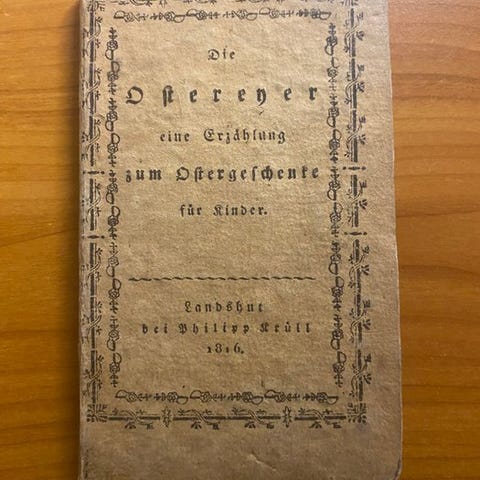 Die
Ostereyer
eine Erzählung
zum Ostergeschenke
für Kinder.
Landshut
bei Philipp Krüll
1816.